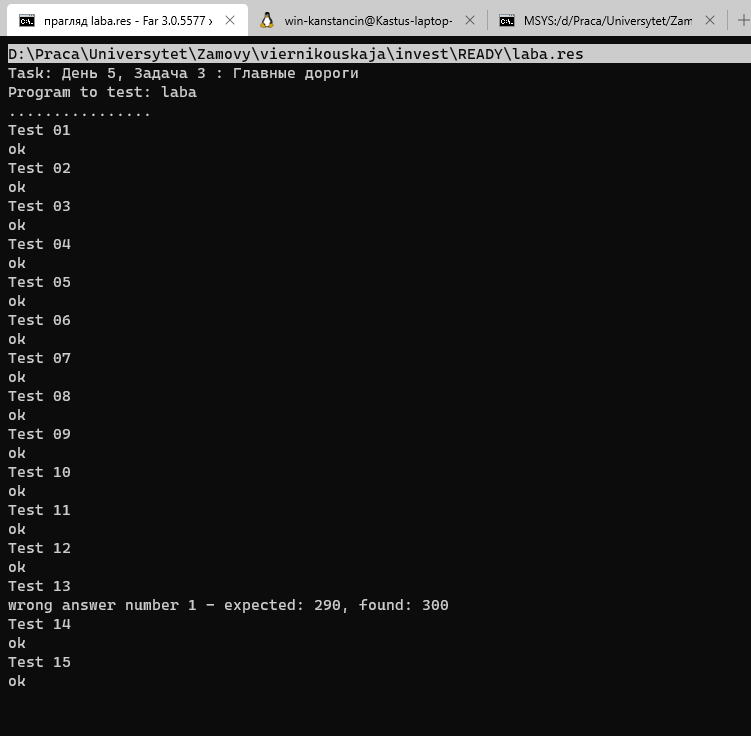 прагляд laba.res - Far 3.0.5577 x
win-kanstancin@Kastus-laptop-
MSYS:/d/Praca/Universytet/Zam
D:\Praca\Universytet\Zamovy\viernikouskaja\invest\READY\laba.res
Task: День 5, Задача 3 : Главные дороги
Program to test: laba
................
Test 01
ok
Test 02
ok
Test 03
ok
Test 04
ok
Test 05
ok
Test 06
ok
Test 07
ok
Test 08
ok
Test 09
ok
Test 10
ok
Test 11
ok
Test 12
ok
Test 13
wrong answer number 1 - expected: 290, found: 300
Test 14
ok
Test 15
ok